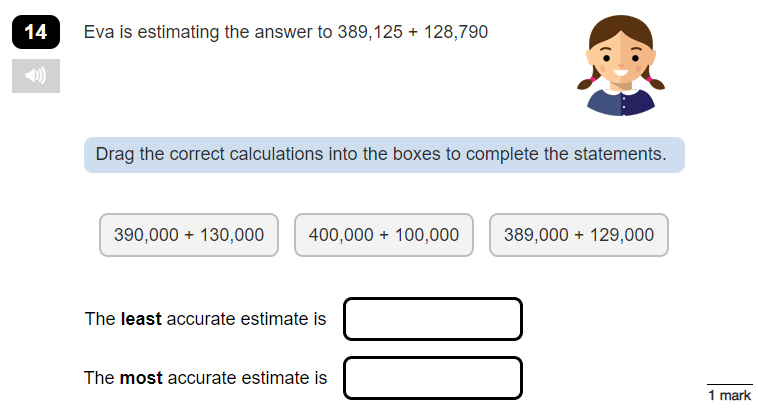 14
Eva is estimating the answer to 389,125 + 128,790
Drag the correct calculations into the boxes to complete the statements.
390,000 + 130,000
400,000 + 100,000
389,000 + 129,000
The least accurate estimate is
The most accurate estimate is
1 mark